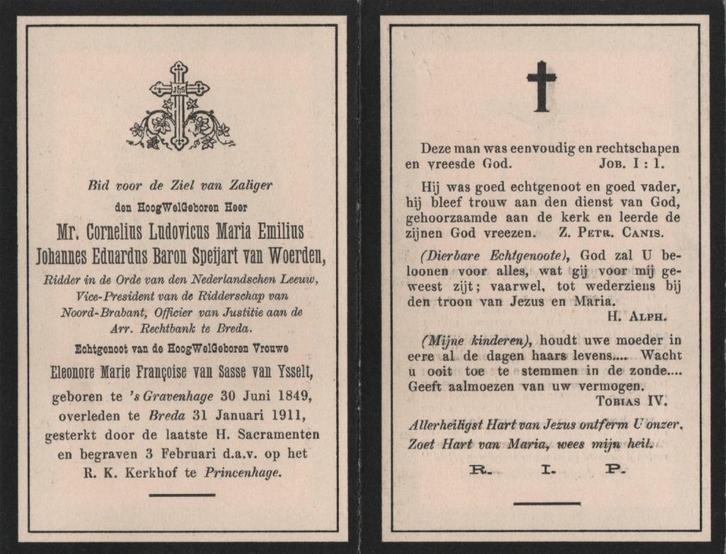 IHS
Bid voor de Ziel van Zaliger
den HoogWelGeboren Heer
Mr. Cornelius Ludovicus Maria Emilius
Johannes Eduardus Baron Speijart van Woerden,
Ridder in de Orde van den Nederlandschen Leeuw,
Vice-President van de Ridderschap van
Noord-Brabant, Officier van Justitie aan de
Arr. Rechtbank te Breda.
Echtgenoot van de HoogWelGeboren Vrouwe
Eleonore Marie Françoise van Sasse van Ysselt,
geboren te 's Gravenhage 30 Juni 1849,
overleden te Breda 31 Januari 1911,
gesterkt door de laatste H. Sacramenten
en begraven 3 Februari d.a.v. op het
R. K. Kerkhof te Princenhage.
Deze man was eenvoudig en rechtschapen
en vreesde God. JOB. I : 1.
Hij was goed echtgenoot en goed vader,
hij bleef trouw aan den dienst van God,
gehoorzaamde aan de kerk en leerde de
zijnen God vreezen. Z. PETR. CANIS.
(Dierbare Echtgenoote), God zal U be-
loonen voor alles, wat gij voor mij ge-
weest zijt; vaarwel, tot wederziens bij
den troon van Jezus en Maria.
H. ALPH.
(Mijne kinderen), houdt uwe moeder in
eere al de dagen haars levens.... Wacht
u ooit toe te stemmen in de zonde....
Geeft aalmoezen van uw vermogen.
TOBIAS IV.
Allerheiligst Hart van Jezus ontferm U onzer.
Zoet Hart van Maria, wees mijn heil.
R. I. P.